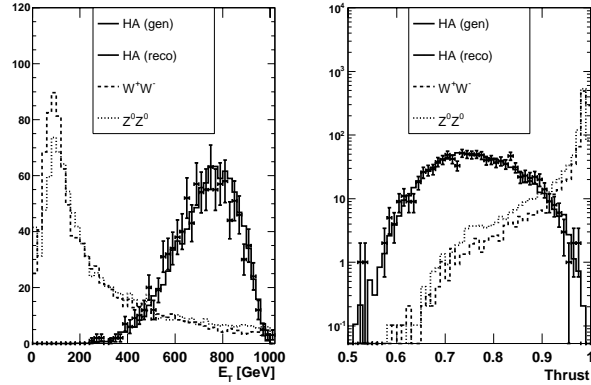 120
100
80
60
40
20
0
0 200 400 600 800 1000
E_T [GeV]
HA (gen)
HA (reco)
W⁺W⁻
Z⁰Z⁰
10⁴
10³
10²
10
1
10⁻¹
0.5 0.6 0.7 0.8 0.9 1
Thrust
HA (gen)
HA (reco)
W⁺W⁻
Z⁰Z⁰